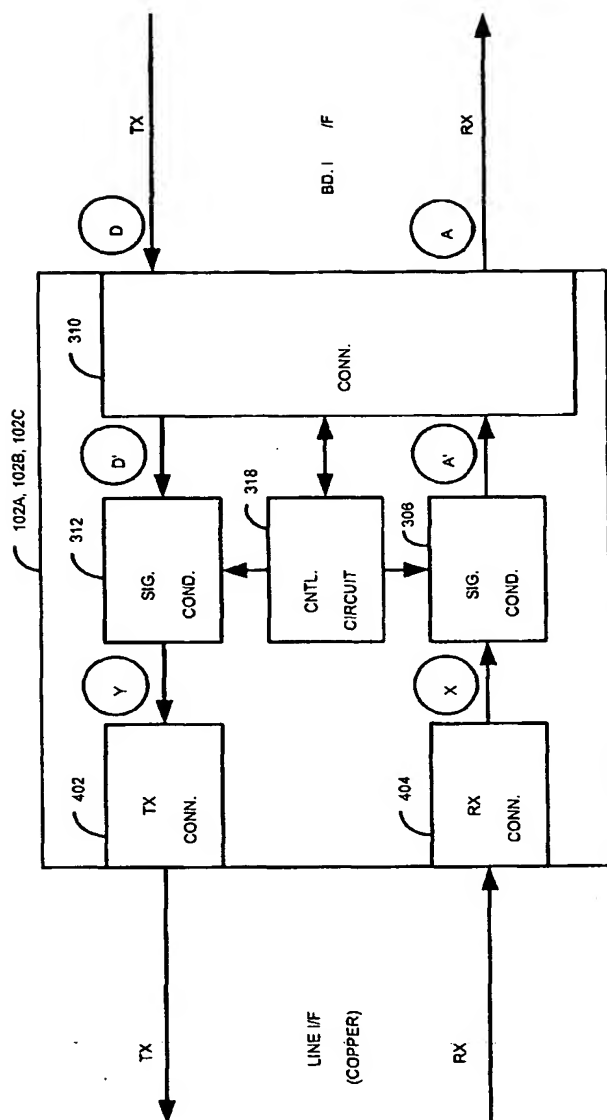 102A, 102B, 102C
TX
D
310
D'
312
SIG.
COND.
Y
402
TX
CONN.
TX
CONN.
318
CNTL.
CIRCUIT
BD. I /F
LINE I/F
(COPPER)
RX
A
A'
306
SIG.
COND.
X
404
RX
CONN.
RX